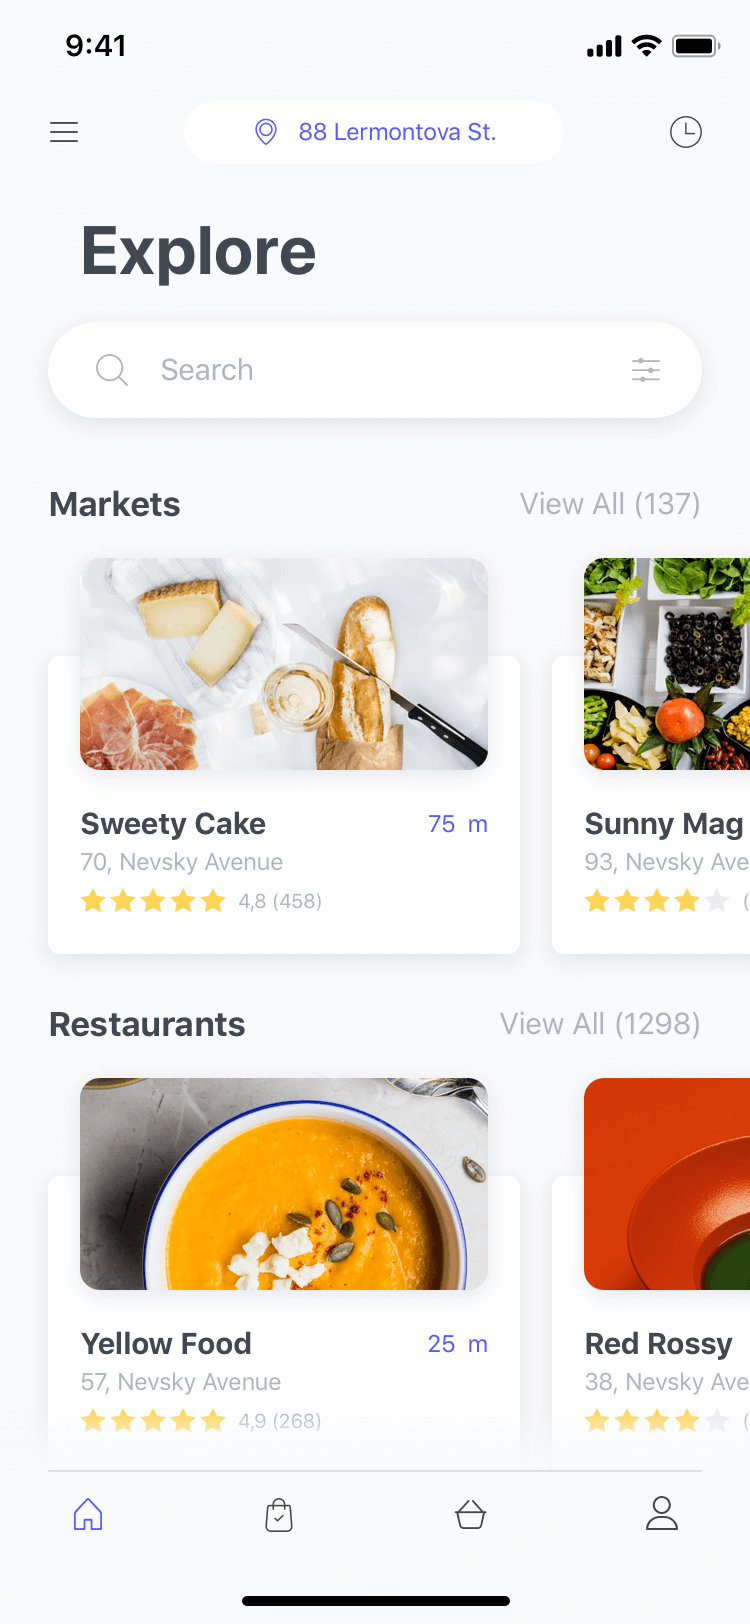 9:41
88 Lermontova St.
Explore
Search
Markets View All (137)
Sweety Cake 75 m
70, Nevsky Avenue
4,8 (458)
Sunny Mag
93, Nevsky Ave
(
Restaurants View All (1298)
Yellow Food 25 m
57, Nevsky Avenue
4,9 (268)
Red Rossy
38, Nevsky Ave
(